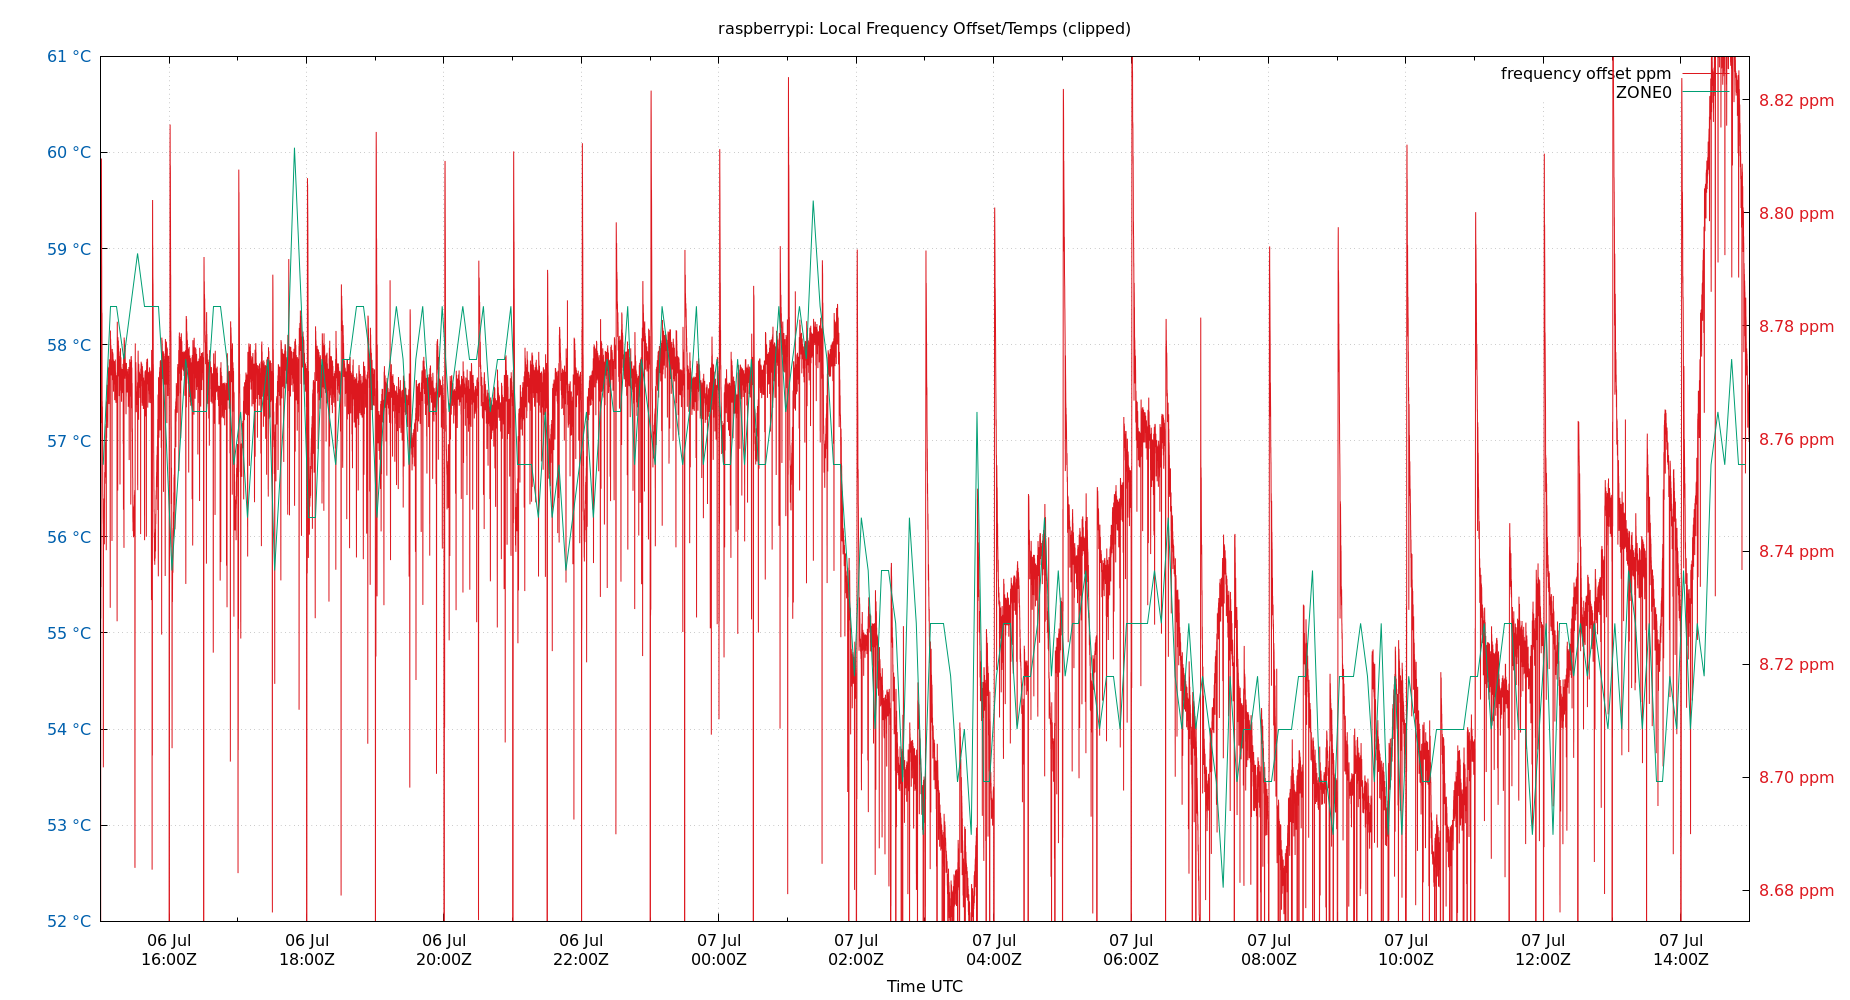 raspberrypi: Local Frequency Offset/Temps (clipped)
frequency offset ppm
ZONE0
61 °C
60 °C
59 °C
58 °C
57 °C
56 °C
55 °C
54 °C
53 °C
52 °C
8.82 ppm
8.80 ppm
8.78 ppm
8.76 ppm
8.74 ppm
8.72 ppm
8.70 ppm
8.68 ppm
06 Jul 06 Jul 06 Jul 06 Jul 07 Jul 07 Jul 07 Jul 07 Jul 07 Jul 07 Jul 07 Jul 07 Jul
16:00Z 18:00Z 20:00Z 22:00Z 00:00Z 02:00Z 04:00Z 06:00Z 08:00Z 10:00Z 12:00Z 14:00Z
Time UTC